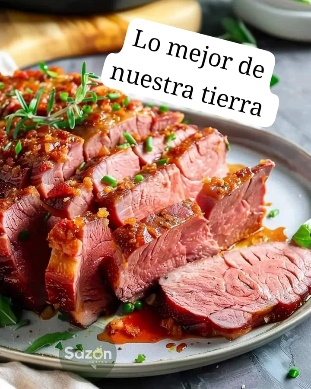 Lo mejor de
nuestra tierra
Sazón